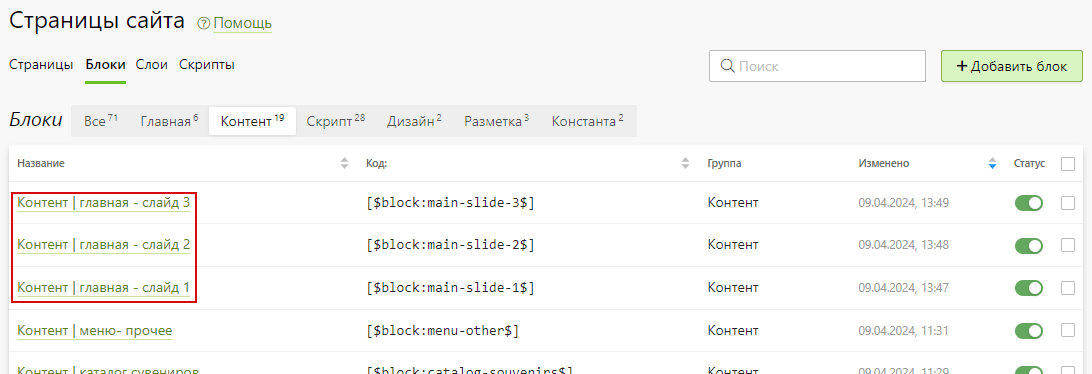 Страницы сайта ? Помощь
Страницы Блоки Слои Скрипты Поиск + Добавить блок
Блоки Все 71 Главная 6 Контент 19 Скрипт 28 Дизайн 2 Разметка 3 Константа 2
Название Код: Группа Изменено Статус
Контент | главная - слайд 3 [$block:main-slide-3$] Контент 09.04.2024, 13:49
Контент | главная - слайд 2 [$block:main-slide-2$] Контент 09.04.2024, 13:48
Контент | главная - слайд 1 [$block:main-slide-1$] Контент 09.04.2024, 13:47
Контент | меню- прочее [$block:menu-other$] Контент 09.04.2024, 11:31
Контент | каталог сувениров [$block:catalog-souvenirs$] Контент 09.04.2024, 11:29